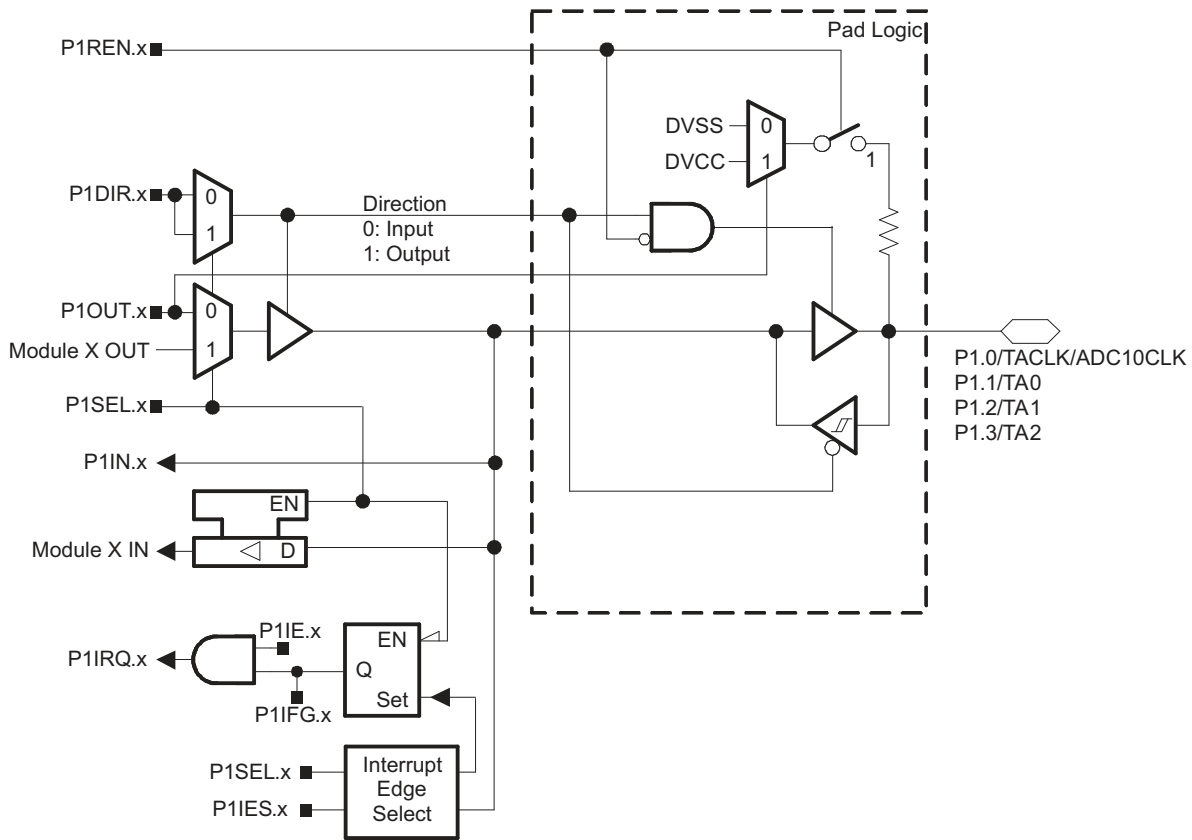 Pad Logic
P1REN.x
DVSS
0
DVCC
1
1
P1DIR.x
0
1
Direction
0: Input
1: Output
P1OUT.x
0
Module X OUT
1
P1.0/TACLK/ADC10CLK
P1.1/TA0
P1.2/TA1
P1.3/TA2
P1SEL.x
P1IN.x
EN
Module X IN
D
P1IE.x
EN
P1IRQ.x
Q
Set
P1IFG.x
P1SEL.x
P1IES.x
Interrupt
Edge
Select